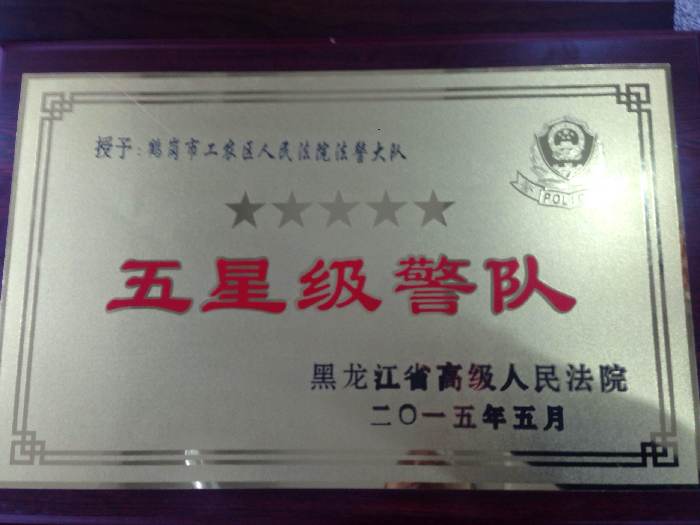 授予：鹤岗市工农区人民法院法警大队
POLICE
五星级警队
黑龙江省高级人民法院
二〇一五年五月